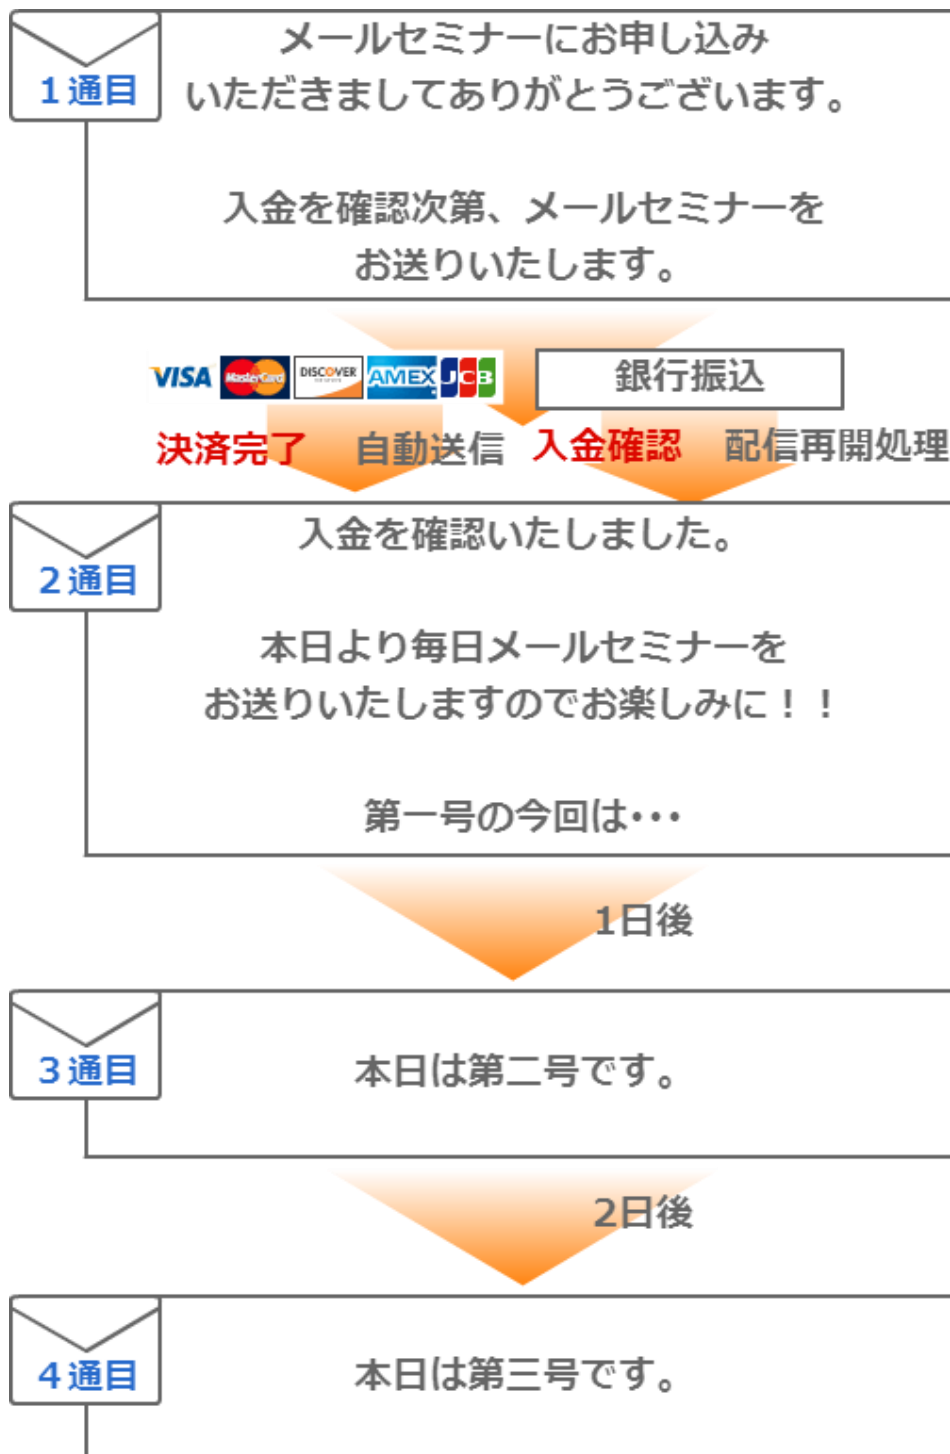 1通目
メールセミナーにお申し込み
いただきましてありがとうございます。
入金を確認次第、メールセミナーを
お送りいたします。
VISA MasterCard DISCOVER AMEX JCB
銀行振込
決済完了 自動送信 入金確認 配信再開処理
2通目
入金を確認いたしました。
本日より毎日メールセミナーを
お送りいたしますのでお楽しみに！！
第一号の今回は・・・
1日後
3通目
本日は第二号です。
2日後
4通目
本日は第三号です。